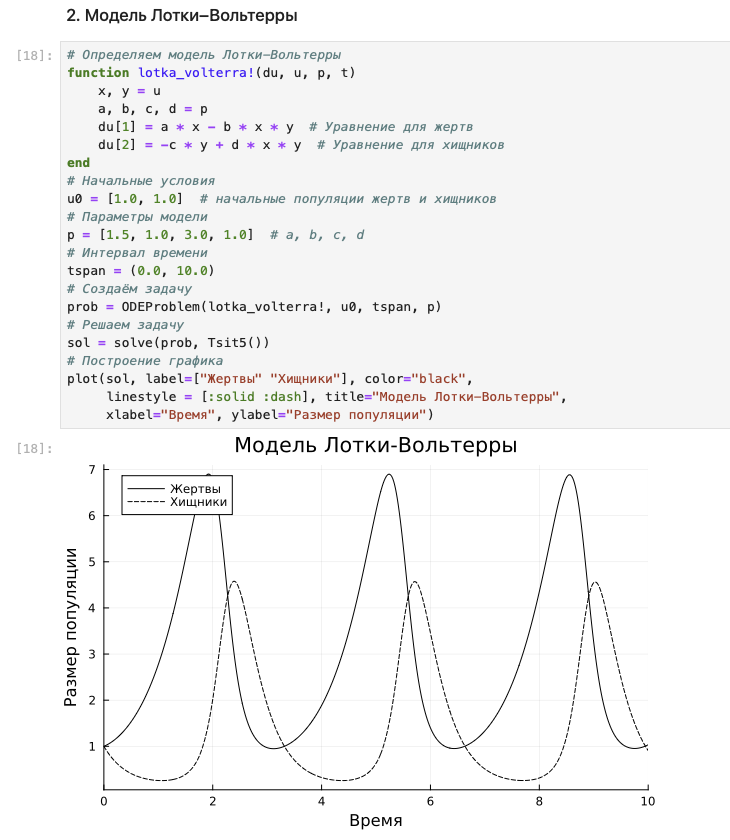 2. Модель Лотки–Вольтерры
[18]:
# Определяем модель Лотки–Вольтерры
function lotka_volterra!(du, u, p, t)
    x, y = u
    a, b, c, d = p
    du[1] = a * x - b * x * y  # Уравнение для жертв
    du[2] = -c * y + d * x * y  # Уравнение для хищников
end
# Начальные условия
u0 = [1.0, 1.0]  # начальные популяции жертв и хищников
# Параметры модели
p = [1.5, 1.0, 3.0, 1.0]  # a, b, c, d
# Интервал времени
tspan = (0.0, 10.0)
# Создаём задачу
prob = ODEProblem(lotka_volterra!, u0, tspan, p)
# Решаем задачу
sol = solve(prob, Tsit5())
# Построение графика
plot(sol, label=["Жертвы" "Хищники"], color="black",
     linestyle = [:solid :dash], title="Модель Лотки–Вольтерры",
     xlabel="Время", ylabel="Размер популяции")
[18]:
Модель Лотки-Вольтерры
Жертвы
Хищники
Размер популяции
7
6
5
4
3
2
1
0 2 4 6 8 10
Время